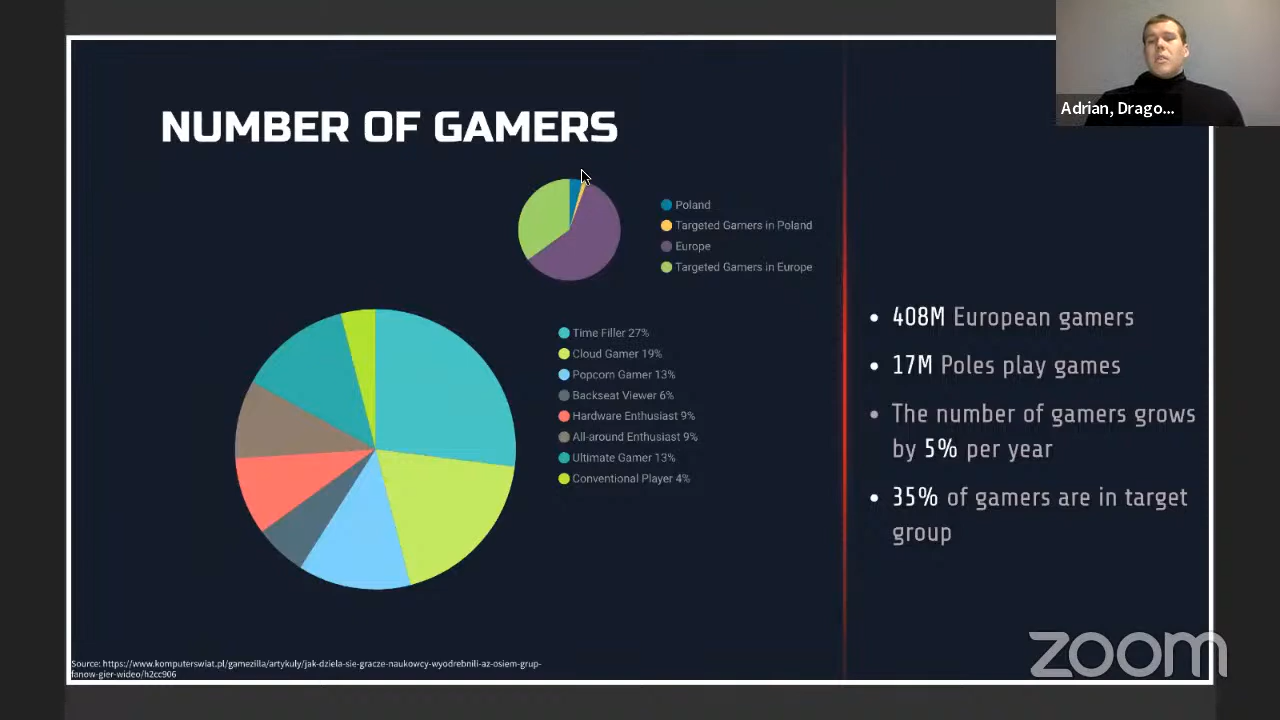 Adrian, Drago...
NUMBER OF GAMERS
Poland
Targeted Gamers in Poland
Europe
Targeted Gamers in Europe
Time Filler 27%
Cloud Gamer 19%
Popcorn Gamer 13%
Backseat Viewer 6%
Hardware Enthusiast 9%
All-around Enthusiast 9%
Ultimate Gamer 13%
Conventional Player 4%
• 408M European gamers
• 17M Poles play games
• The number of gamers grows
by 5% per year
• 35% of gamers are in target
group
Source: https://www.komputerswiat.pl/gamezilla/artykuly/jak-dziela-sie-gracze-naukowcy-wyodrebnili-az-osiem-grup-
fanow-gier-wideo/h2cc906
zoom